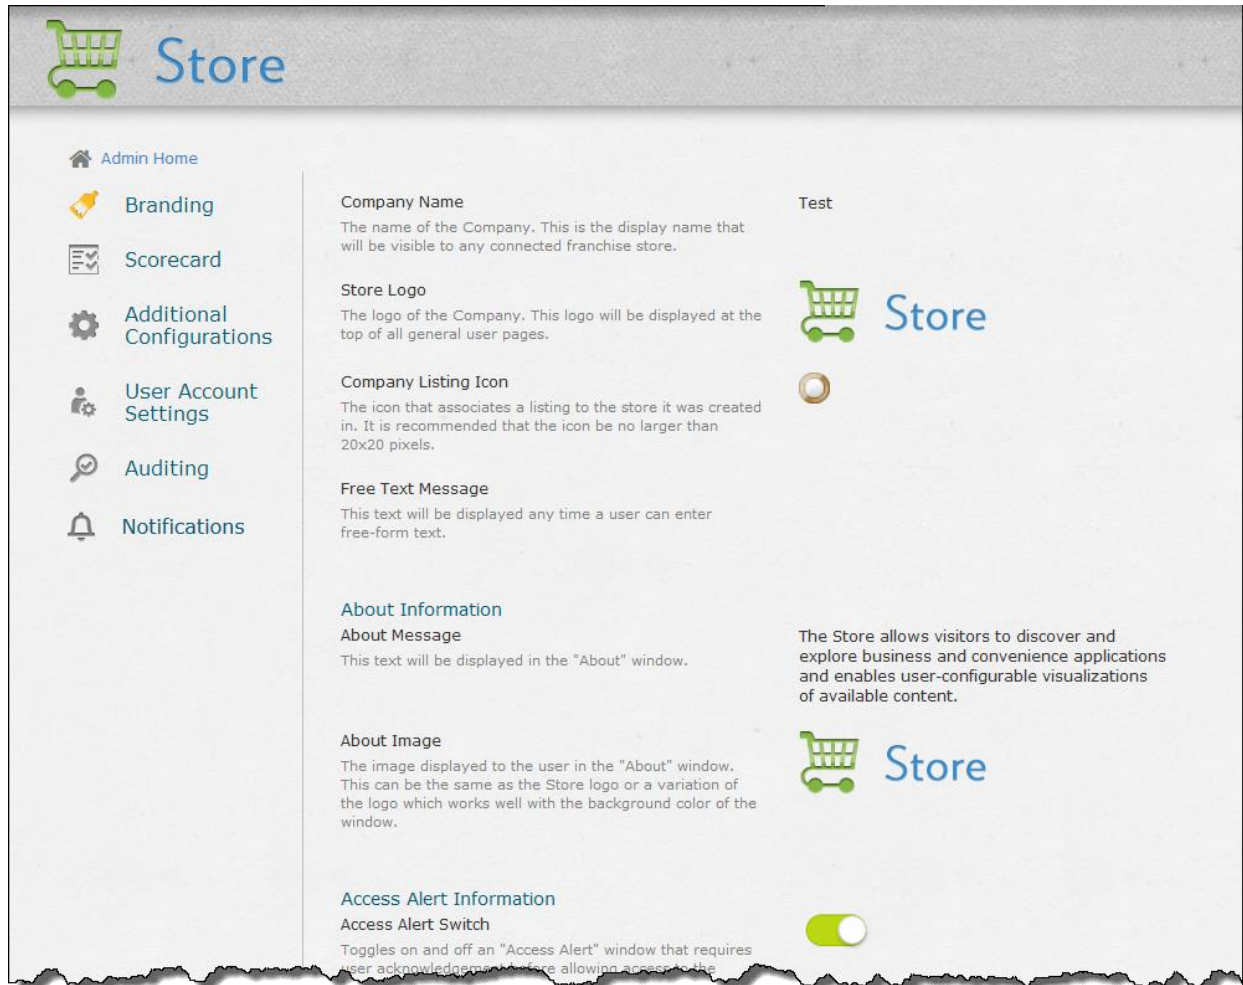 Store
Admin Home
Branding
Scorecard
Additional
Configurations
User Account
Settings
Auditing
Notifications
Company Name
The name of the Company. This is the display name that
will be visible to any connected franchise store.
Test
Store Logo
The logo of the Company. This logo will be displayed at the
top of all general user pages.
Store
Company Listing Icon
The icon that associates a listing to the store it was created
in. It is recommended that the icon be no larger than
20x20 pixels.
Free Text Message
This text will be displayed any time a user can enter
free-form text.
About Information
About Message
This text will be displayed in the "About" window.
The Store allows visitors to discover and
explore business and convenience applications
and enables user-configurable visualizations
of available content.
About Image
The image displayed to the user in the "About" window.
This can be the same as the Store logo or a variation of
the logo which works well with the background color of the
window.
Store
Access Alert Information
Access Alert Switch
Toggles on and off an "Access Alert" window that requires
user acknowledgement before allowing access to the